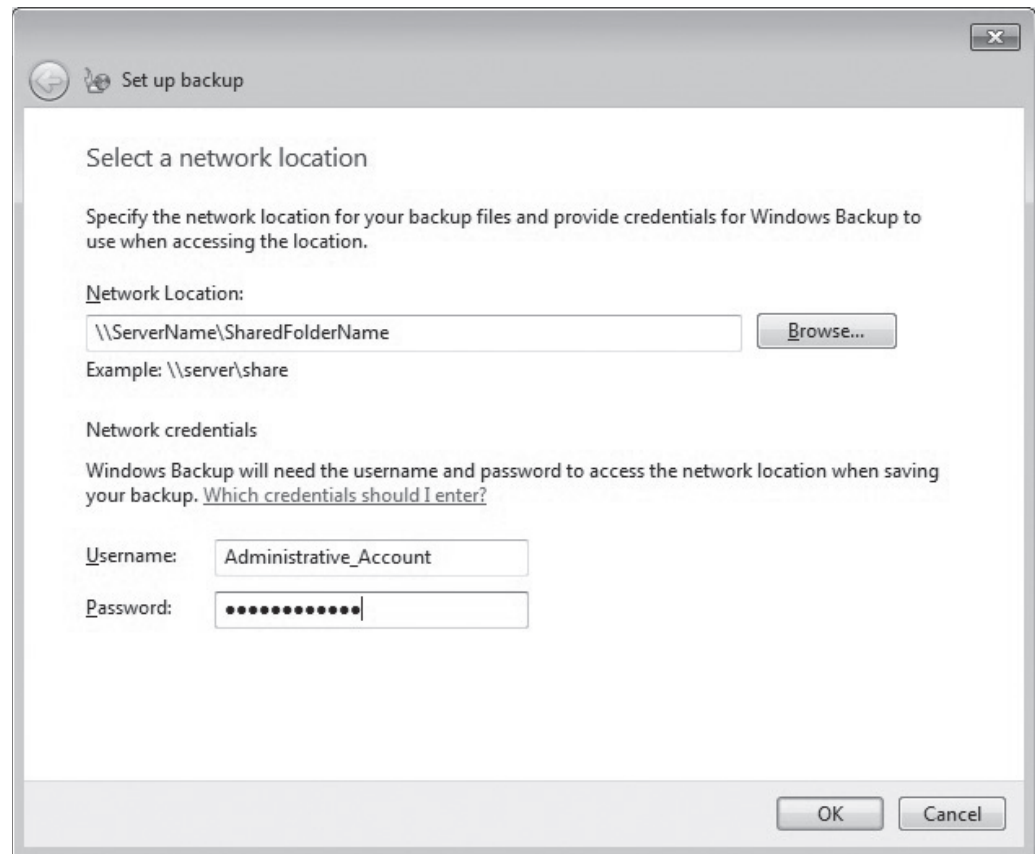 Set up backup
Select a network location
Specify the network location for your backup files and provide credentials for Windows Backup to
use when accessing the location.
Network Location:
\\ServerName\SharedFolderName
Browse...
Example: \\server\share
Network credentials
Windows Backup will need the username and password to access the network location when saving
your backup. Which credentials should I enter?
Username:
Administrative_Account
Password:
●●●●●●●●●●●●
OK
Cancel